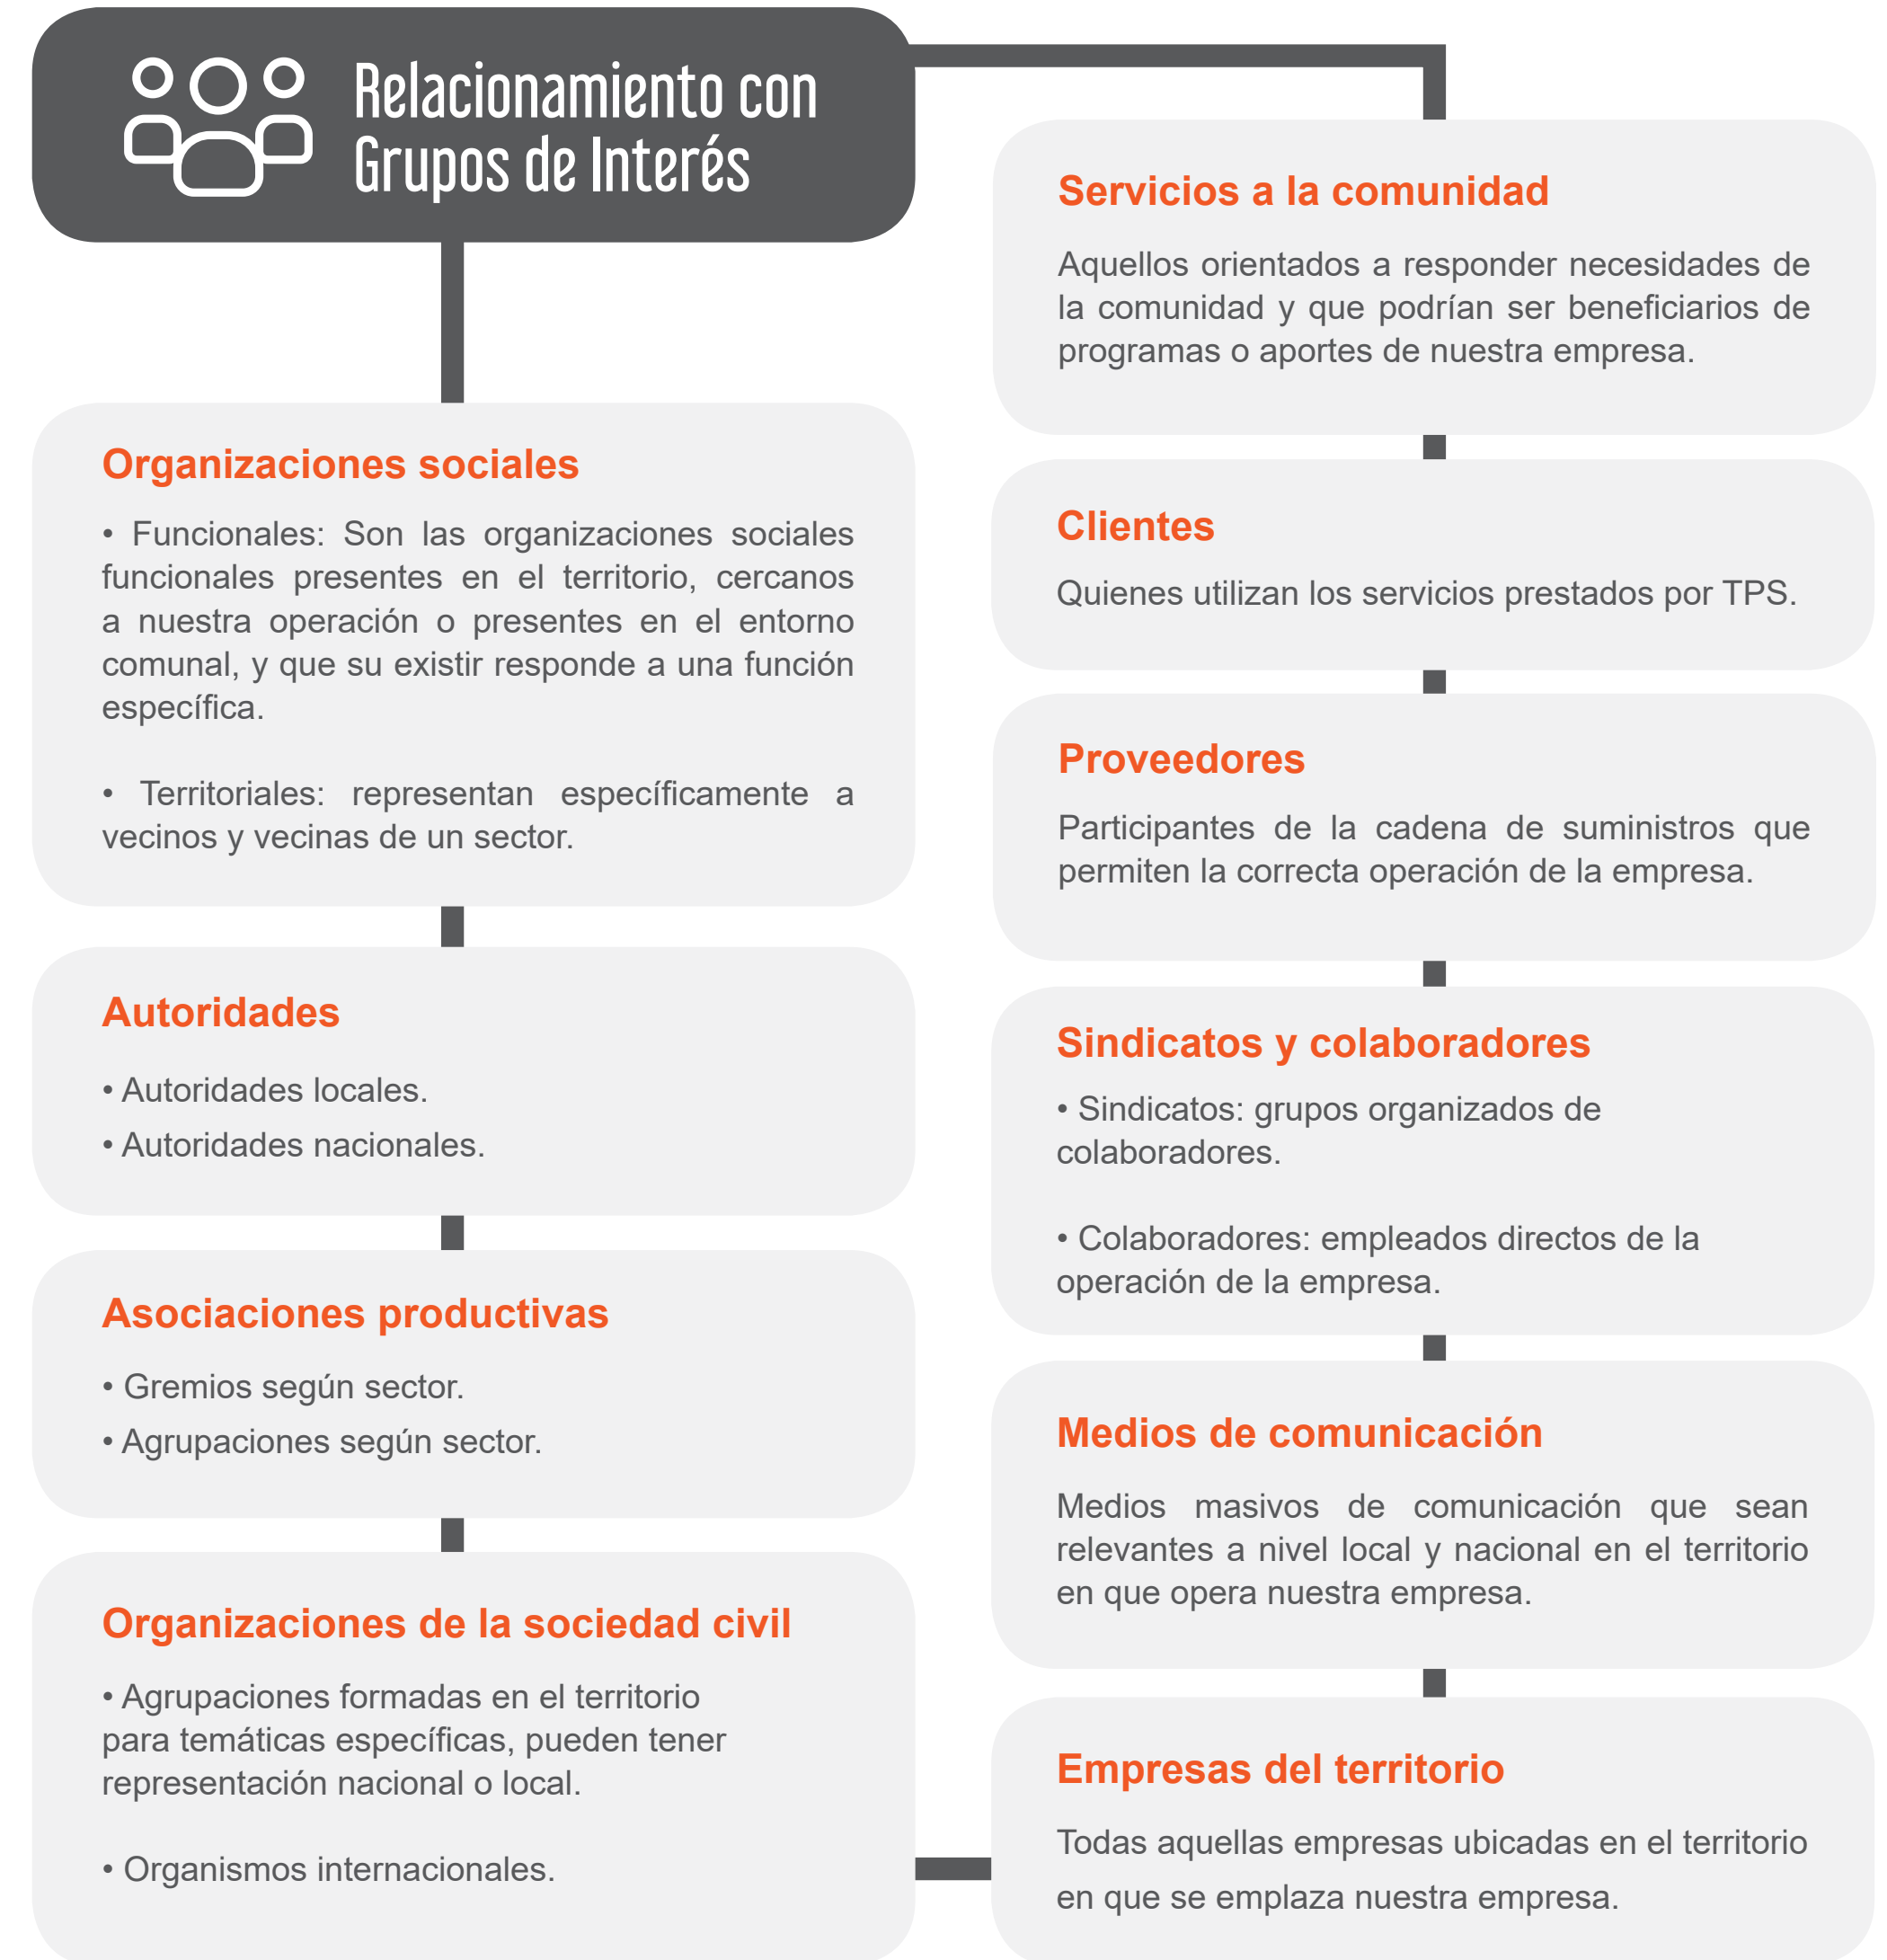 Relacionamiento con
Grupos de Interés
Organizaciones sociales
• Funcionales: Son las organizaciones sociales
funcionales presentes en el territorio, cercanos
a nuestra operación o presentes en el entorno
comunal, y que su existir responde a una función
específica.
• Territoriales: representan específicamente a
vecinos y vecinas de un sector.
Autoridades
• Autoridades locales.
• Autoridades nacionales.
Asociaciones productivas
• Gremios según sector.
• Agrupaciones según sector.
Organizaciones de la sociedad civil
• Agrupaciones formadas en el territorio
para temáticas específicas, pueden tener
representación nacional o local.
• Organismos internacionales.
Servicios a la comunidad
Aquellos orientados a responder necesidades de
la comunidad y que podrían ser beneficiarios de
programas o aportes de nuestra empresa.
Clientes
Quienes utilizan los servicios prestados por TPS.
Proveedores
Participantes de la cadena de suministros que
permiten la correcta operación de la empresa.
Sindicatos y colaboradores
• Sindicatos: grupos organizados de
colaboradores.
• Colaboradores: empleados directos de la
operación de la empresa.
Medios de comunicación
Medios masivos de comunicación que sean
relevantes a nivel local y nacional en el territorio
en que opera nuestra empresa.
Empresas del territorio
Todas aquellas empresas ubicadas en el territorio
en que se emplaza nuestra empresa.